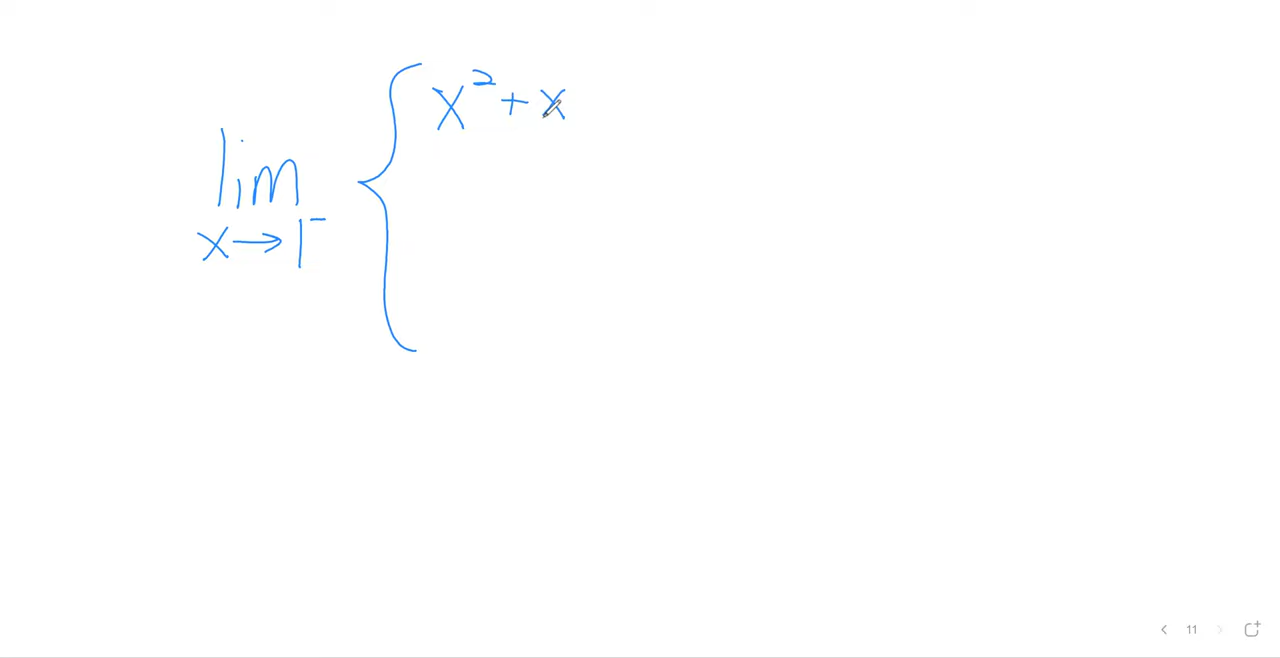 lim x→1⁻ { x² + x
11